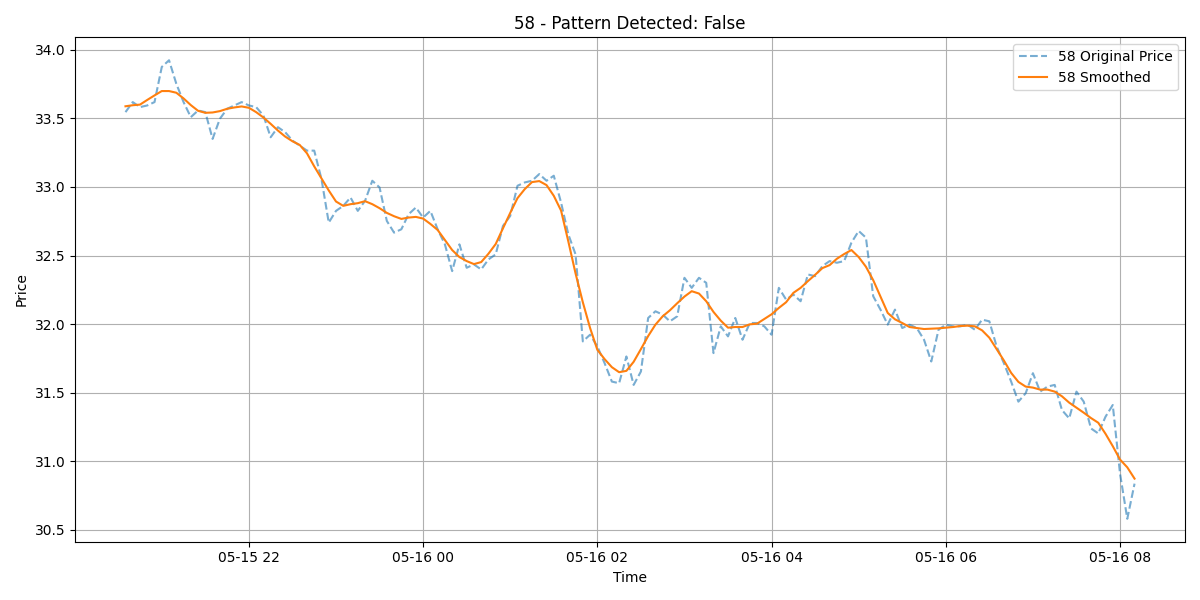 58 - Pattern Detected: False
58 Original Price
58 Smoothed
Price
34.0
33.5
33.0
32.5
32.0
31.5
31.0
30.5
05-15 22
05-16 00
05-16 02
05-16 04
05-16 06
05-16 08
Time